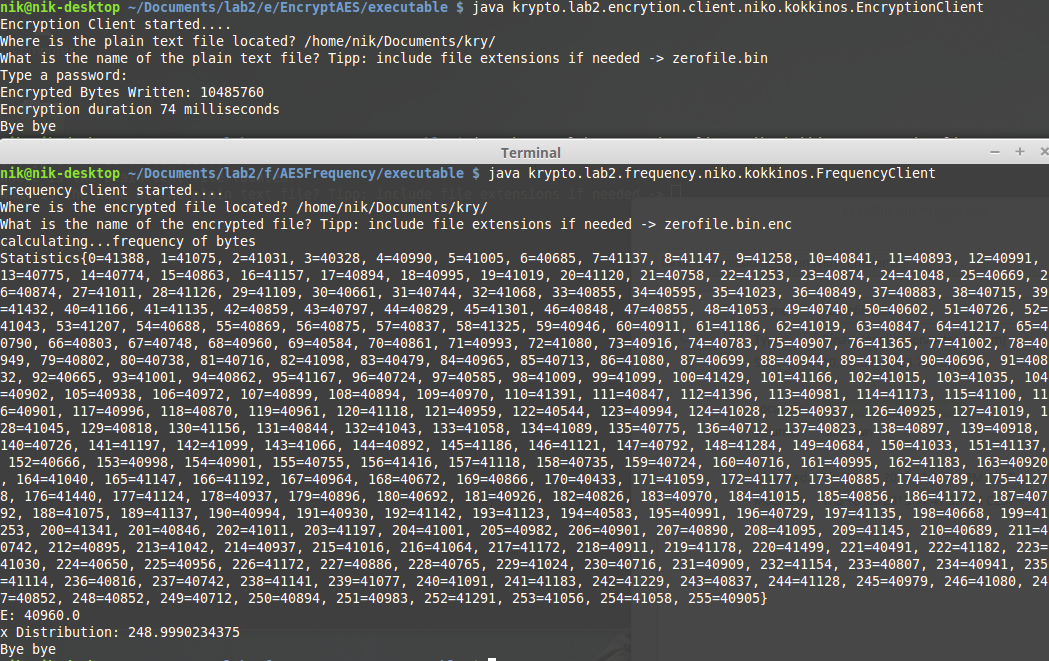 nik@nik-desktop ~/Documents/lab2/e/EncryptAES/executable $ java krypto.lab2.encrytion.client.niko.kokkinos.EncryptionClient
Encryption Client started....
Where is the plain text file located? /home/nik/Documents/kry/
What is the name of the plain text file? Tipp: include file extensions if needed -> zerofile.bin
Type a password:
Encrypted Bytes Written: 10485760
Encryption duration 74 milliseconds
Bye bye
Terminal
nik@nik-desktop ~/Documents/lab2/f/AESFrequency/executable $ java krypto.lab2.frequency.niko.kokkinos.FrequencyClient
Frequency Client started....
Where is the encrypted file located? /home/nik/Documents/kry/
What is the name of the encrypted file? Tipp: include file extensions if needed -> zerofile.bin.enc
calculating...frequency of bytes
Statistics{0=41388, 1=41075, 2=41031, 3=40328, 4=40990, 5=41005, 6=40685, 7=41137, 8=41147, 9=41258, 10=40841, 11=40893, 12=40991,
13=40775, 14=40774, 15=40863, 16=41157, 17=40894, 18=40995, 19=41019, 20=41120, 21=40758, 22=41253, 23=40874, 24=41048, 25=40669, 2
6=40874, 27=41011, 28=41126, 29=41109, 30=40661, 31=40744, 32=41068, 33=40855, 34=40595, 35=41023, 36=40849, 37=40883, 38=40715, 39
=41432, 40=41166, 41=41135, 42=40859, 43=40797, 44=40829, 45=41301, 46=40848, 47=40855, 48=41053, 49=40740, 50=40602, 51=40726, 52=
41043, 53=41207, 54=40688, 55=40869, 56=40875, 57=40837, 58=41325, 59=40946, 60=40911, 61=41186, 62=41019, 63=40847, 64=41217, 65=4
0790, 66=40803, 67=40748, 68=40960, 69=40584, 70=40861, 71=40993, 72=41080, 73=40916, 74=40783, 75=40907, 76=41365, 77=41002, 78=40
949, 79=40802, 80=40738, 81=40716, 82=41098, 83=40479, 84=40965, 85=40713, 86=41080, 87=40699, 88=40944, 89=41304, 90=40696, 91=408
32, 92=40665, 93=41001, 94=40862, 95=41167, 96=40724, 97=40585, 98=41009, 99=41099, 100=41429, 101=41166, 102=41015, 103=41035, 104
=40902, 105=40938, 106=40972, 107=40899, 108=40894, 109=40970, 110=41391, 111=40847, 112=41396, 113=40981, 114=41173, 115=41100, 11
6=40901, 117=40996, 118=40870, 119=40961, 120=41118, 121=40959, 122=40544, 123=40994, 124=41028, 125=40937, 126=40925, 127=41019, 1
28=41045, 129=40818, 130=41156, 131=40844, 132=41043, 133=41058, 134=41089, 135=40775, 136=40712, 137=40823, 138=40897, 139=40918,
140=40726, 141=41197, 142=41099, 143=41066, 144=40892, 145=41186, 146=41121, 147=40792, 148=41284, 149=40684, 150=41033, 151=41137,
152=40666, 153=40998, 154=40901, 155=40755, 156=41416, 157=41118, 158=40735, 159=40724, 160=40716, 161=40995, 162=41183, 163=40920
, 164=41040, 165=41147, 166=41192, 167=40964, 168=40672, 169=40866, 170=40433, 171=41059, 172=41177, 173=40885, 174=40789, 175=4127
8, 176=41440, 177=41124, 178=40937, 179=40896, 180=40692, 181=40926, 182=40826, 183=40970, 184=41015, 185=40856, 186=41172, 187=407
92, 188=41075, 189=41137, 190=40994, 191=40930, 192=41142, 193=41123, 194=40583, 195=40991, 196=40729, 197=41135, 198=40668, 199=41
253, 200=41341, 201=40846, 202=41011, 203=41197, 204=41001, 205=40982, 206=40901, 207=40890, 208=41095, 209=41145, 210=40689, 211=4
0742, 212=40895, 213=41042, 214=40937, 215=41016, 216=41064, 217=41172, 218=40911, 219=41178, 220=41499, 221=40491, 222=41182, 223=
41030, 224=40650, 225=40956, 226=41172, 227=40886, 228=40765, 229=41024, 230=40716, 231=40909, 232=41154, 233=40807, 234=40941, 235
=41114, 236=40816, 237=40742, 238=41141, 239=41077, 240=41091, 241=41183, 242=41229, 243=40837, 244=41128, 245=40979, 246=41080, 24
7=40852, 248=40852, 249=40712, 250=40894, 251=40983, 252=41291, 253=41056, 254=41058, 255=40905}
E: 40960.0
x Distribution: 248.9990234375
Bye bye